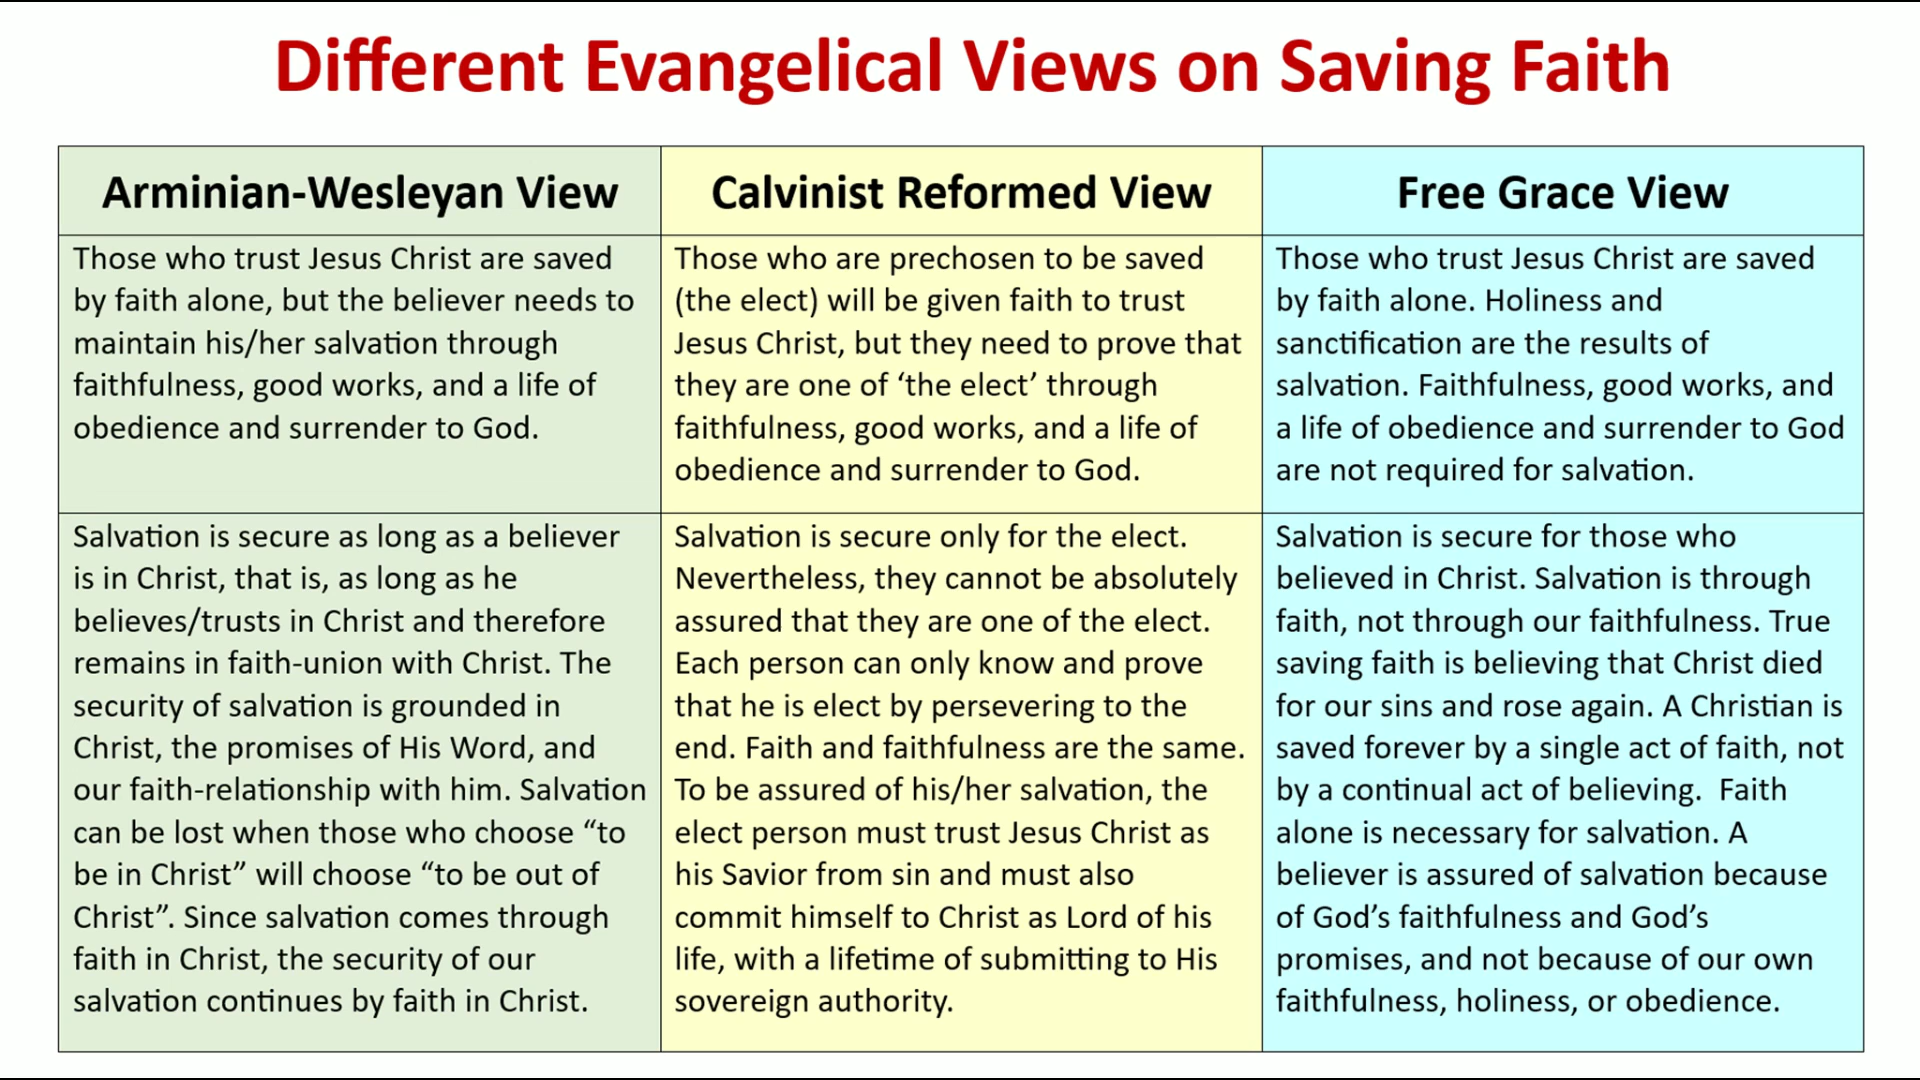 Different Evangelical Views on Saving Faith
Arminian-Wesleyan View
Those who trust Jesus Christ are saved
by faith alone, but the believer needs to
maintain his/her salvation through
faithfulness, good works, and a life of
obedience and surrender to God.
Salvation is secure as long as a believer
is in Christ, that is, as long as he
believes/trusts in Christ and therefore
remains in faith-union with Christ. The
security of salvation is grounded in
Christ, the promises of His Word, and
our faith-relationship with him. Salvation
can be lost when those who choose “to
be in Christ” will choose “to be out of
Christ”. Since salvation comes through
faith in Christ, the security of our
salvation continues by faith in Christ.
Calvinist Reformed View
Those who are prechosen to be saved
(the elect) will be given faith to trust
Jesus Christ, but they need to prove that
they are one of ‘the elect’ through
faithfulness, good works, and a life of
obedience and surrender to God.
Salvation is secure only for the elect.
Nevertheless, they cannot be absolutely
assured that they are one of the elect.
Each person can only know and prove
that he is elect by persevering to the
end. Faith and faithfulness are the same.
To be assured of his/her salvation, the
elect person must trust Jesus Christ as
his Savior from sin and must also
commit himself to Christ as Lord of his
life, with a lifetime of submitting to His
sovereign authority.
Free Grace View
Those who trust Jesus Christ are saved
by faith alone. Holiness and
sanctification are the results of
salvation. Faithfulness, good works, and
a life of obedience and surrender to God
are not required for salvation.
Salvation is secure for those who
believed in Christ. Salvation is through
faith, not through our faithfulness. True
saving faith is believing that Christ died
for our sins and rose again. A Christian is
saved forever by a single act of faith, not
by a continual act of believing.  Faith
alone is necessary for salvation. A
believer is assured of salvation because
of God’s faithfulness and God’s
promises, and not because of our own
faithfulness, holiness, or obedience.